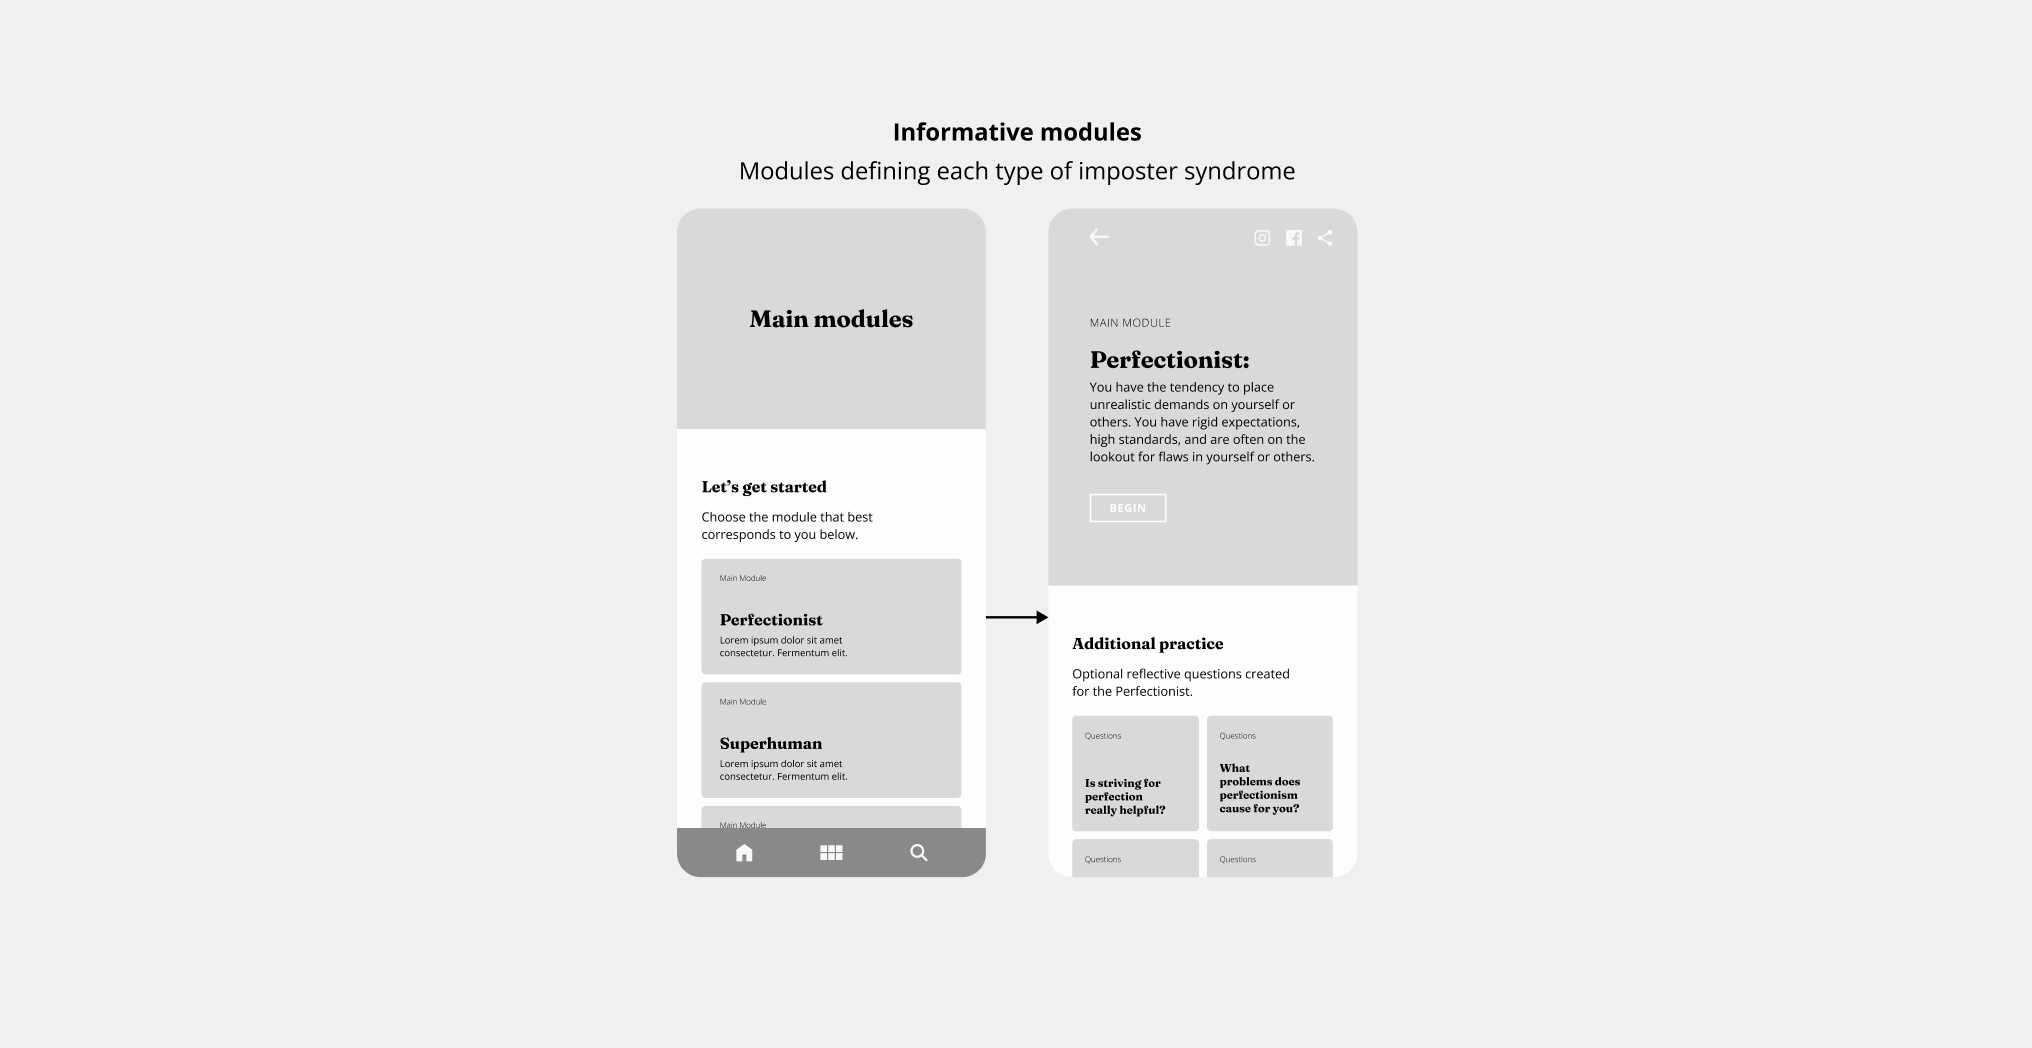 Informative modules
Modules defining each type of imposter syndrome
Main modules
Let’s get started
Choose the module that best
corresponds to you below.
Main Module
Perfectionist
Lorem ipsum dolor sit amet
consectetur. Fermentum elit.
Main Module
Superhuman
Lorem ipsum dolor sit amet
consectetur. Fermentum elit.
Main Module
MAIN MODULE
Perfectionist:
You have the tendency to place
unrealistic demands on yourself or
others. You have rigid expectations,
high standards, and are often on the
lookout for flaws in yourself or others.
BEGIN
Additional practice
Optional reflective questions created
for the Perfectionist.
Questions
Is striving for
perfection
really helpful?
Questions
What
problems does
perfectionism
cause for you?
Questions
Questions